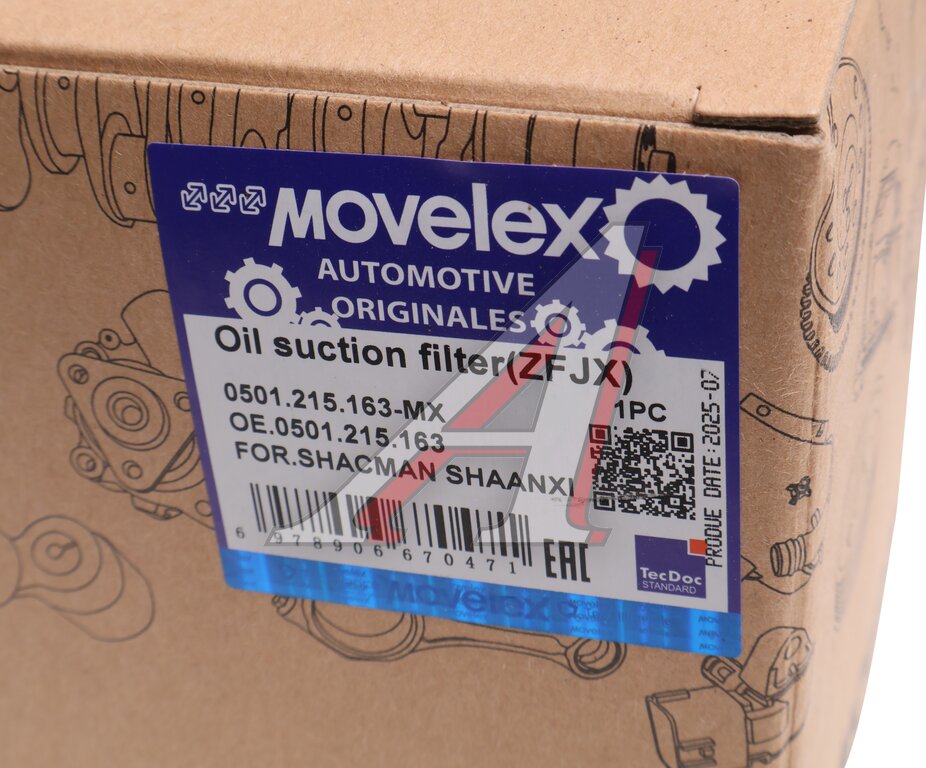 MOVELEX
AUTOMOTIVE
ORIGINALES
Oil suction filter(ZFJX)
0501.215.163-MX
1PC
OE.0501.215.163
FOR.SHACMAN SHAANXI
6 978906 670471
EAC
TecDoc
STANDARD
PRODUE DATE:2025-07
MOVELEX